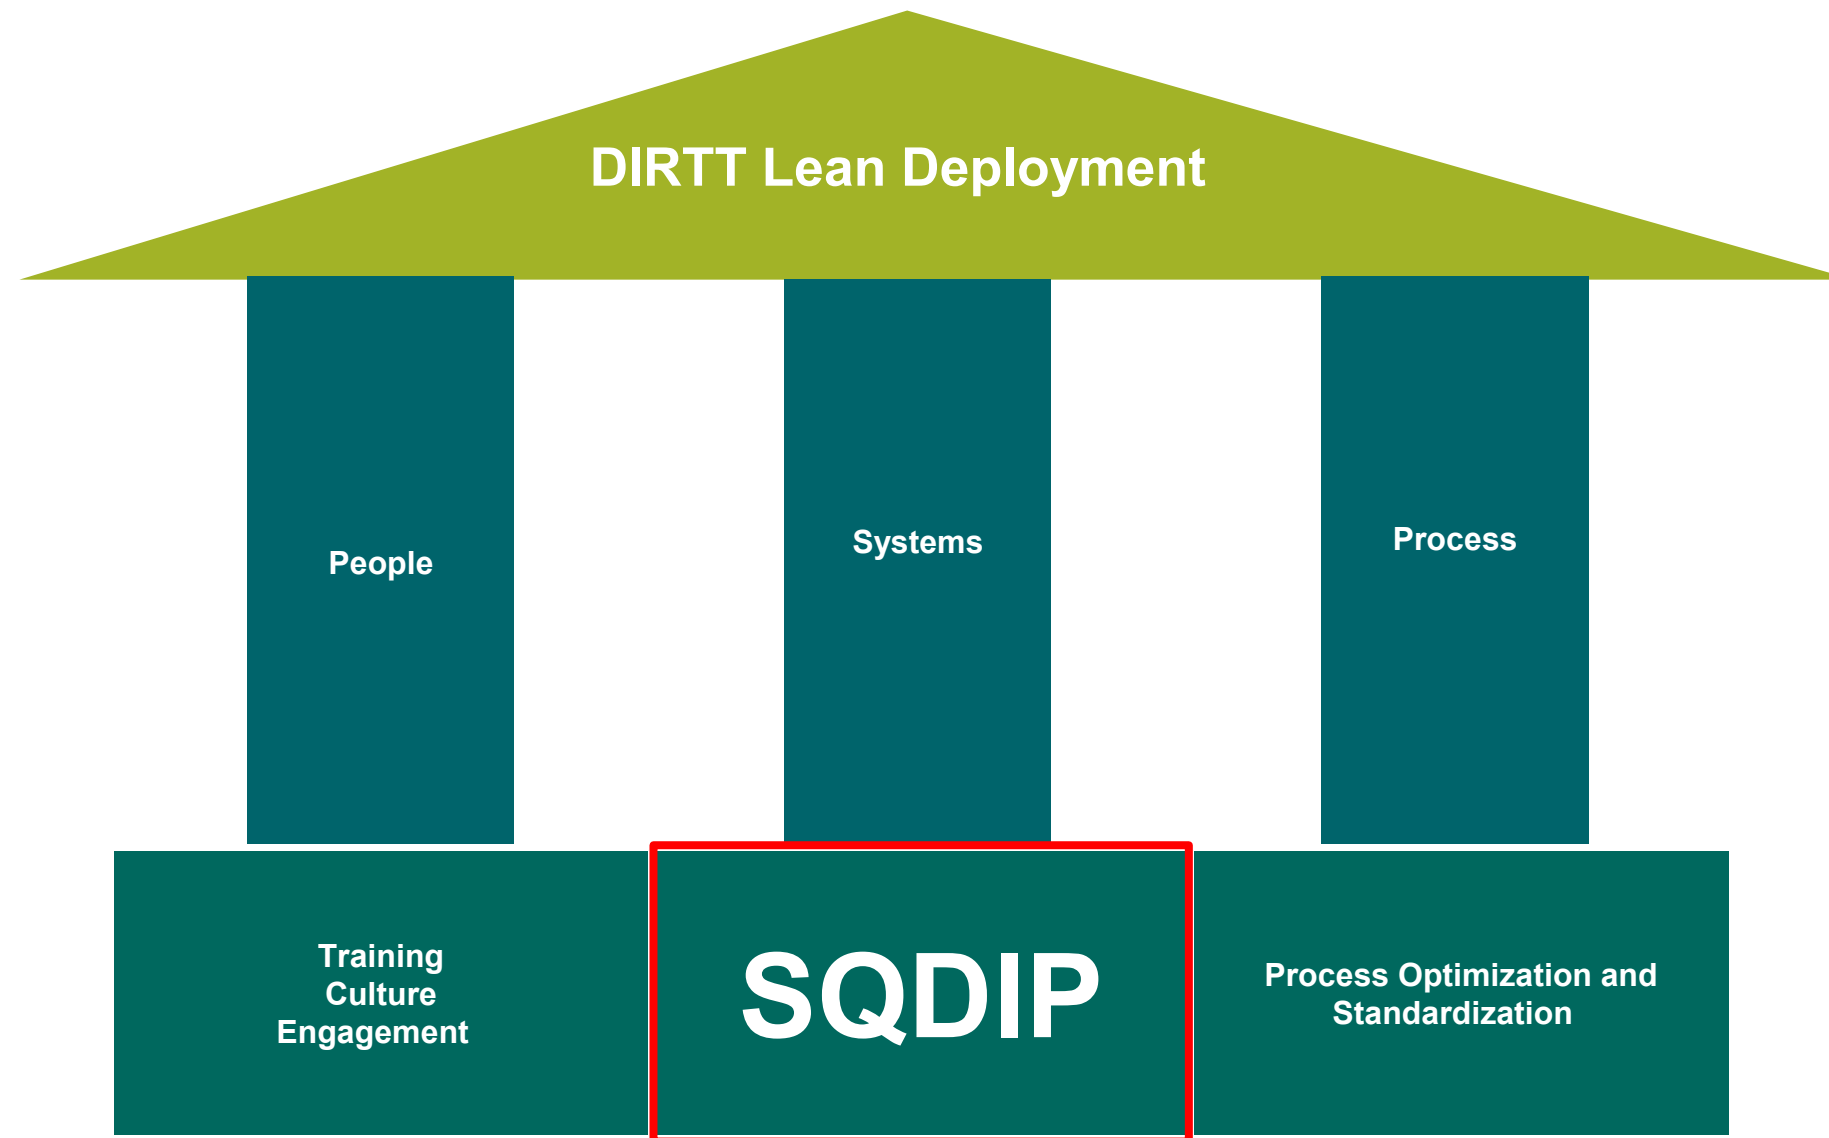 DIRTT Lean Deployment
People
Systems
Process
Training
Culture
Engagement
SQDIP
Process Optimization and
Standardization